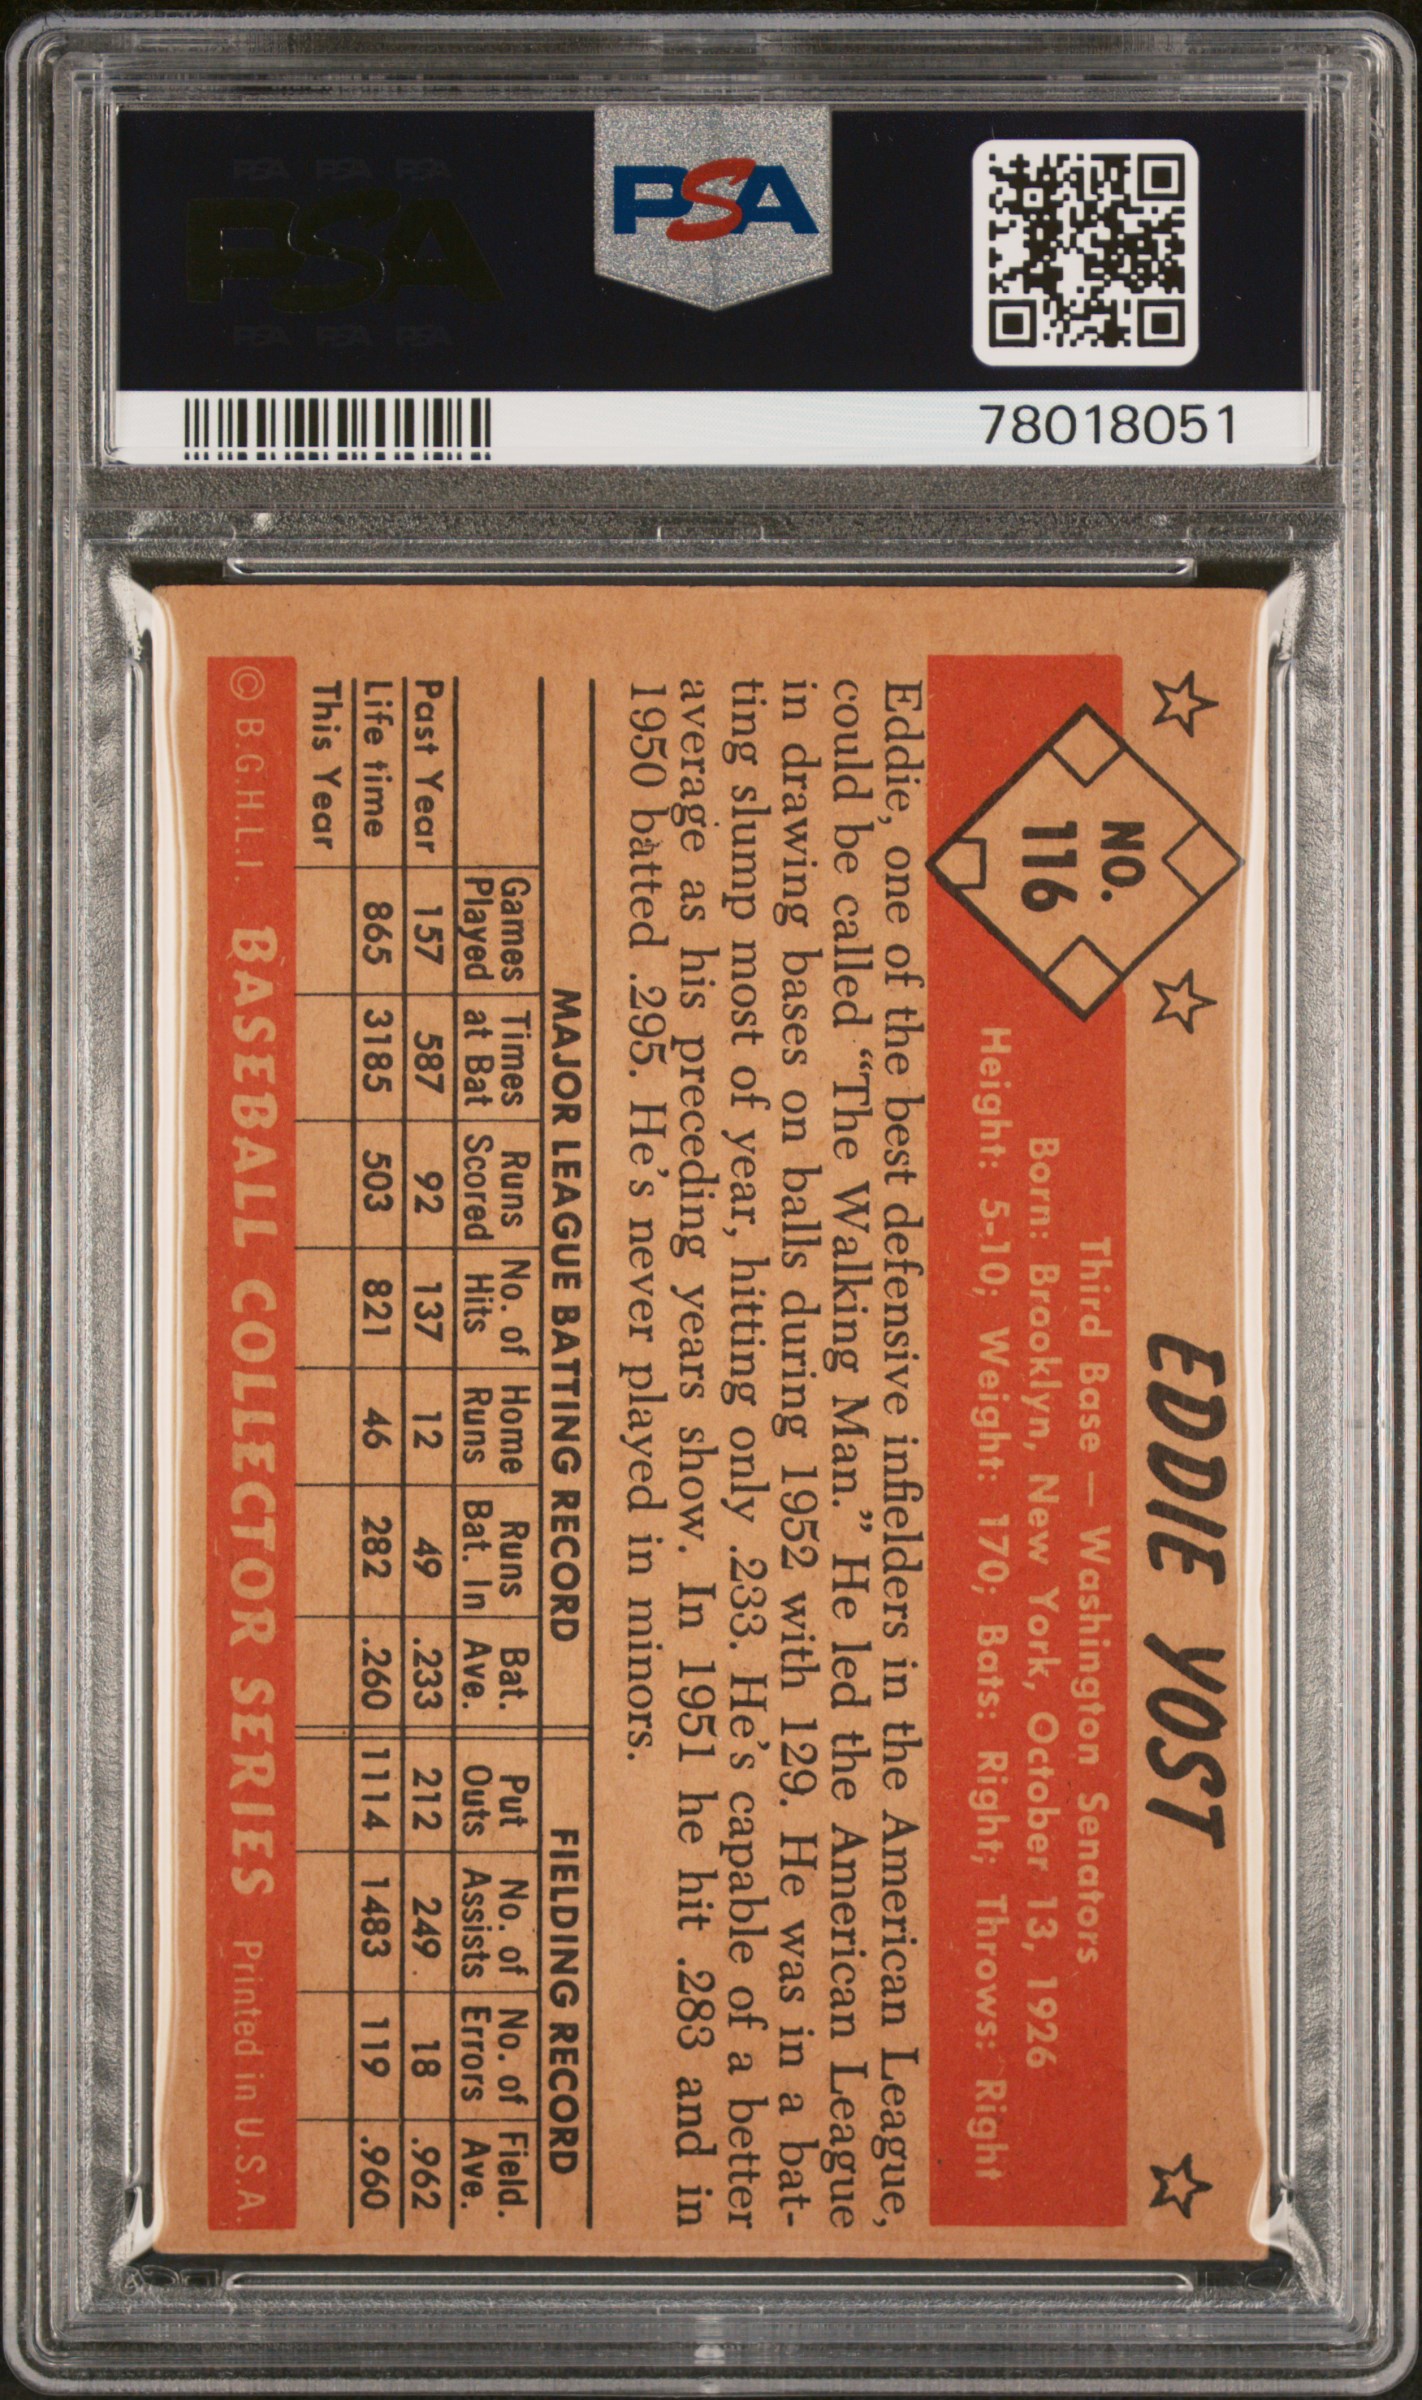 PSA PSA PSA
PSA
PSA PSA PSA
PSA
78018051
NO.
116
EDDIE YOST
Third Base — Washington Senators
Born: Brooklyn, New York, October 13, 1926
Height: 5-10; Weight: 170; Bats: Right; Throws: Right
Eddie, one of the best defensive infielders in the American League,
could be called “The Walking Man.” He led the American League
in drawing bases on balls during 1952 with 129. He was in a bat-
ting slump most of year, hitting only .233. He's capable of a better
average as his preceding years show. In 1951 he hit .283 and in
1950 batted .295. He's never played in minors.
MAJOR LEAGUE BATTING RECORD FIELDING RECORD
Games Times Runs No. of Home Runs Bat. Put No. of No. of Field.
Played at Bat Scored Hits Runs Bat. In Ave. Outs Assists Errors Ave.
Past Year 157 587 92 137 12 49 .233 212 249 18 .962
Life time 865 3185 503 821 46 282 .260 1114 1483 119 .960
This Year
© B.G.H.L.I. BASEBALL COLLECTOR SERIES Printed in U.S.A.